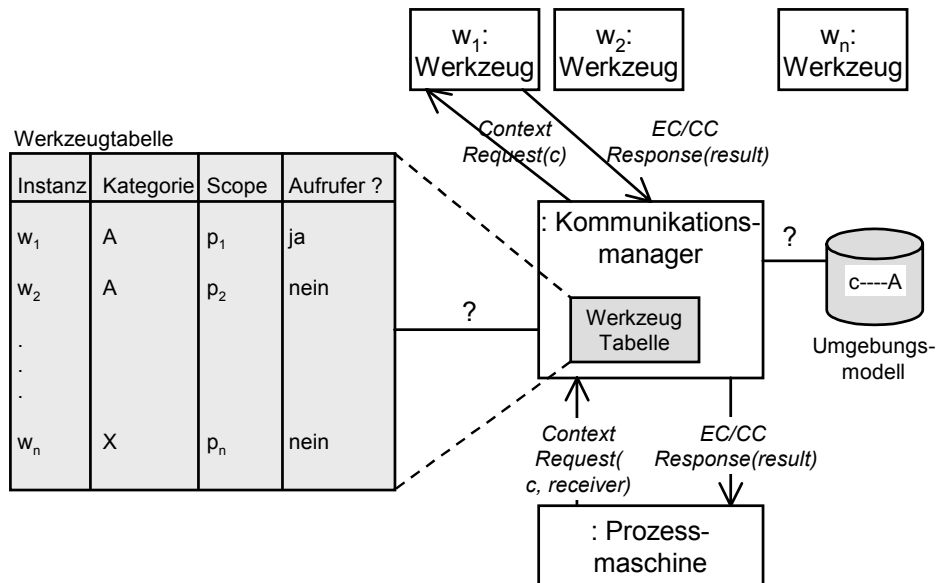 w1:
Werkzeug
w2:
Werkzeug
wn:
Werkzeug
Context
Request(c)
EC/CC
Response(result)
Werkzeugtabelle
Instanz Kategorie Scope Aufrufer ?
w1 A p1 ja
w2 A p2 nein
.
.
.
wn X pn nein
?
: Kommunikations-
manager
Werkzeug
Tabelle
?
c----A
Umgebungs-
modell
Context
Request(
c, receiver)
EC/CC
Response(result)
: Prozess-
maschine